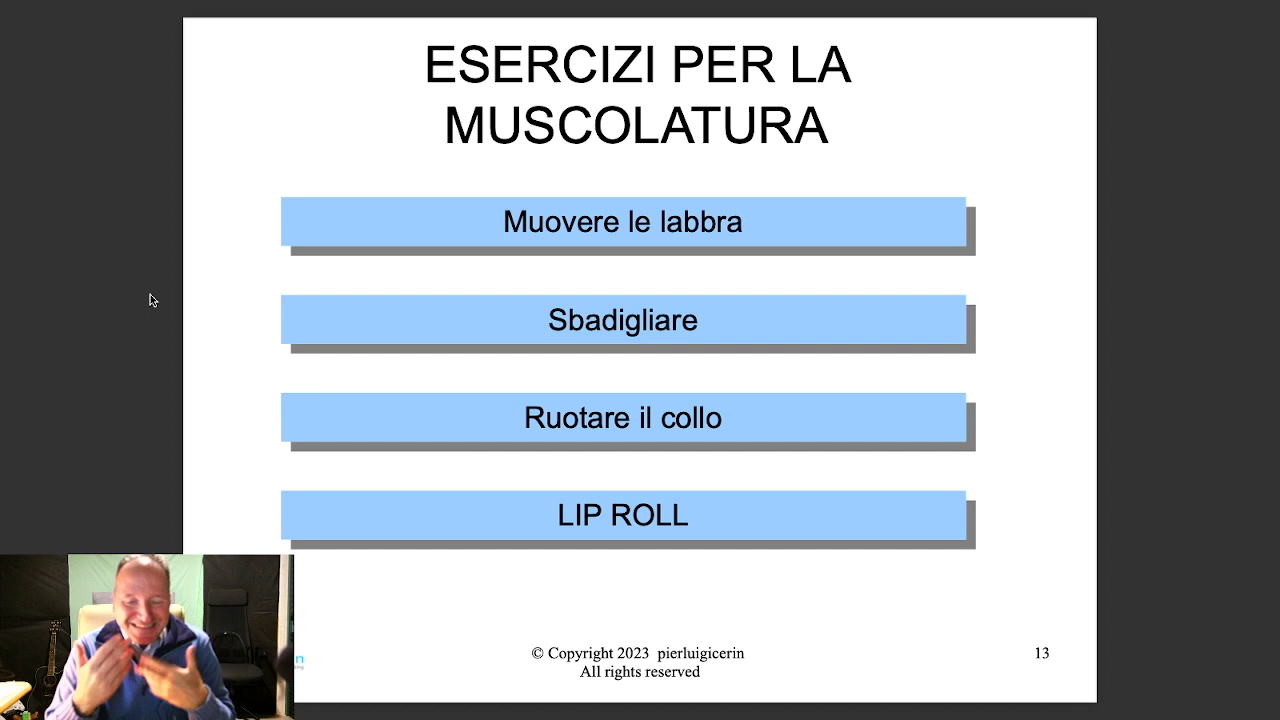 ESERCIZI PER LA
MUSCOLATURA
Muovere le labbra
Sbadigliare
Ruotare il collo
LIP ROLL
© Copyright 2023 pierluigicerin
All rights reserved
13